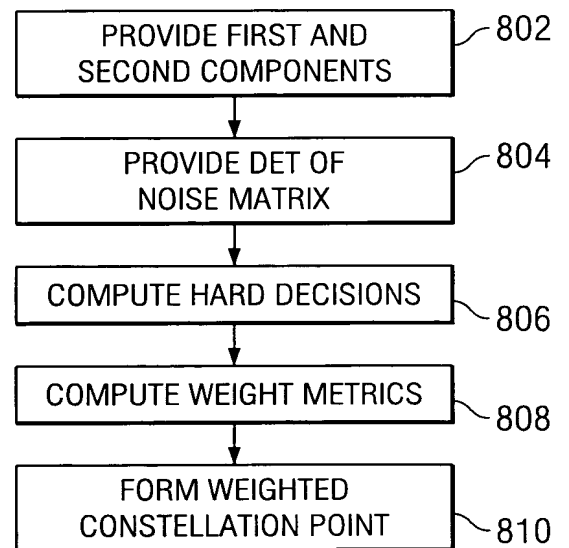 PROVIDE FIRST AND
SECOND COMPONENTS
802
PROVIDE DET OF
NOISE MATRIX
804
COMPUTE HARD DECISIONS
806
COMPUTE WEIGHT METRICS
808
FORM WEIGHTED
CONSTELLATION POINT
810